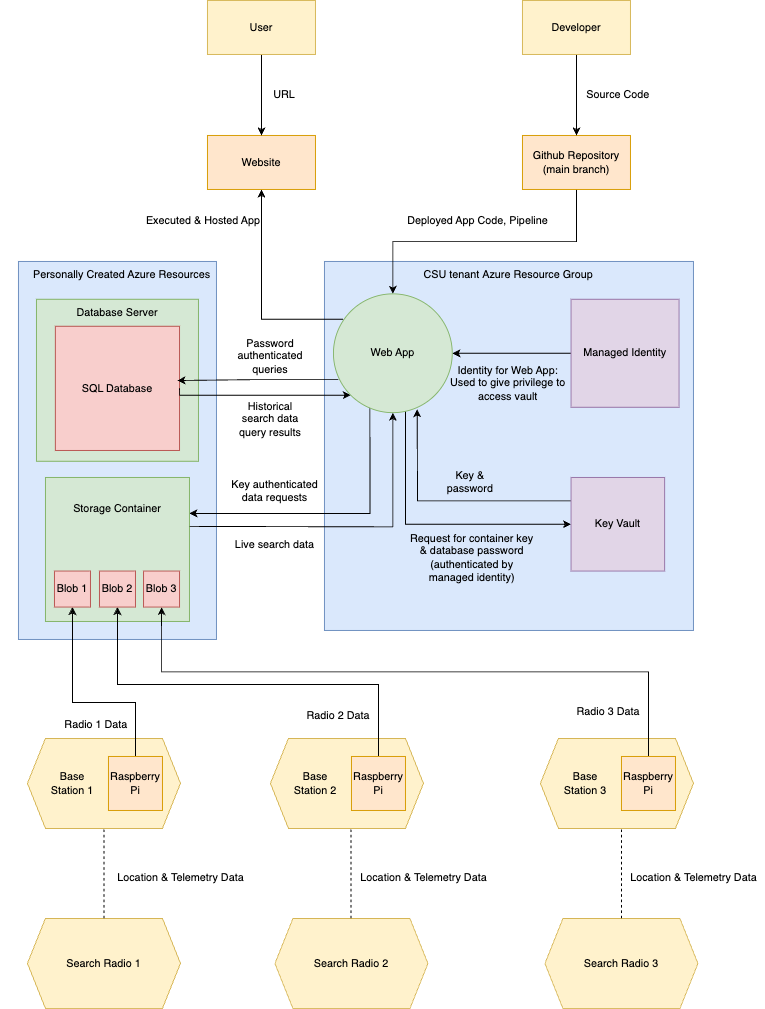 User
Developer
URL
Source Code
Website
Github Repository
(main branch)
Executed & Hosted App
Deployed App Code, Pipeline
Personally Created Azure Resources
CSU tenant Azure Resource Group
Database Server
SQL Database
Password
authenticated
queries
Web App
Managed Identity
Identity for Web App:
Used to give privilege to
access vault
Historical
search data
query results
Storage Container
Key authenticated
data requests
Key &
password
Key Vault
Live search data
Request for container key
& database password
(authenticated by
managed identity)
Blob 1
Blob 2
Blob 3
Radio 1 Data
Radio 2 Data
Radio 3 Data
Base
Station 1
Raspberry
Pi
Base
Station 2
Raspberry
Pi
Base
Station 3
Raspberry
Pi
Location & Telemetry Data
Location & Telemetry Data
Location & Telemetry Data
Search Radio 1
Search Radio 2
Search Radio 3